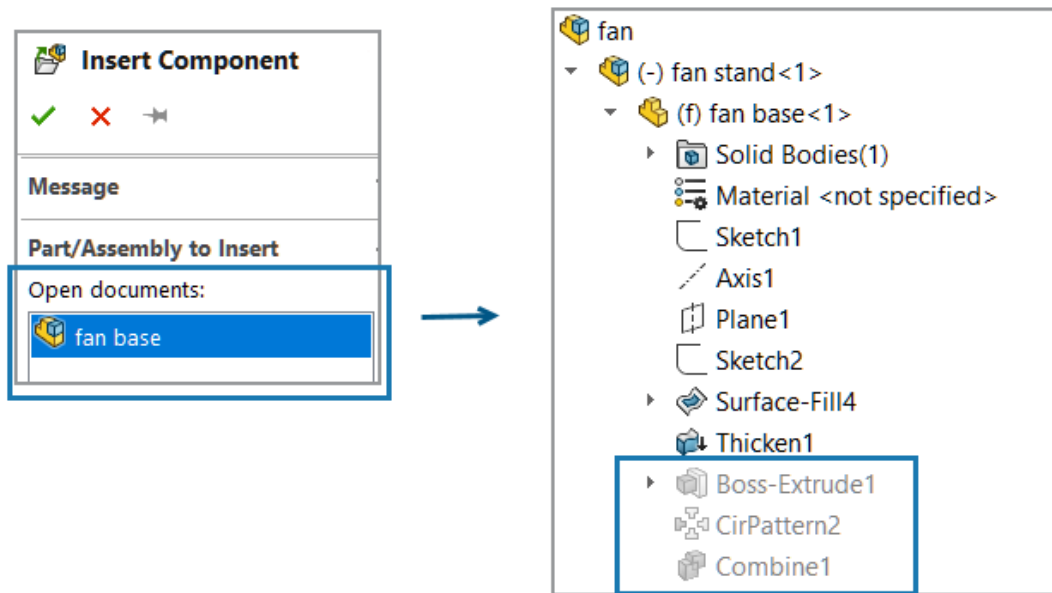 Insert Component
Message
Part/Assembly to Insert
Open documents:
fan base
fan
(-) fan stand<1>
(f) fan base<1>
Solid Bodies(1)
Material <not specified>
Sketch1
Axis1
Plane1
Sketch2
Surface-Fill4
Thicken1
Boss-Extrude1
CirPattern2
Combine1